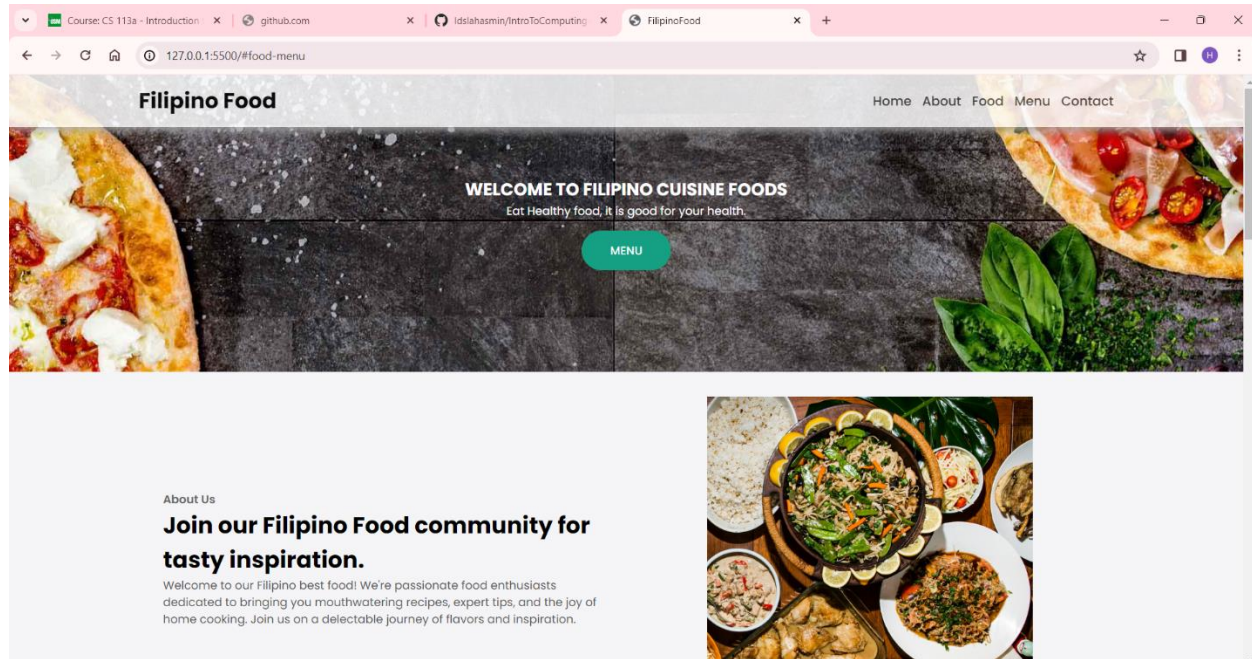 Course: CS 113a - Introduction
github.com
Idslahasmin/IntroToComputing
FilipinoFood
127.0.0.1:5500/#food-menu
H
Filipino Food
Home About Food Menu Contact
WELCOME TO FILIPINO CUISINE FOODS
Eat Healthy food, it is good for your health.
MENU
About Us
Join our Filipino Food community for
tasty inspiration.
Welcome to our Filipino best food! We're passionate food enthusiasts
dedicated to bringing you mouthwatering recipes, expert tips, and the joy of
home cooking. Join us on a delectable journey of flavors and inspiration.